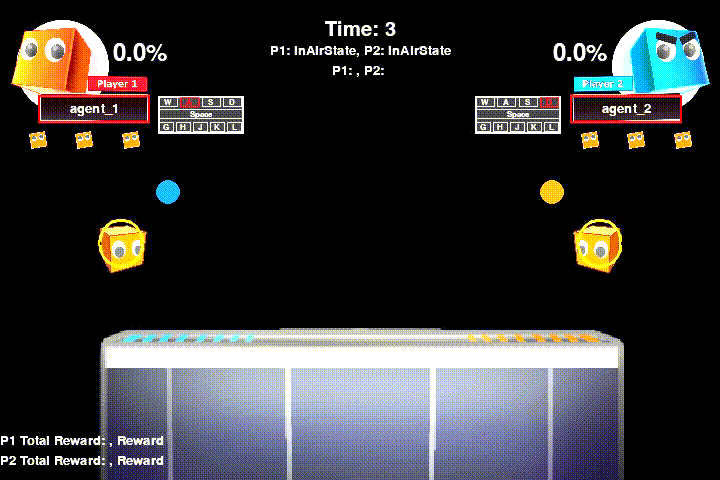 Time: 3
P1: InAirState, P2: InAirState
P1: , P2:
0.0%
0.0%
Player 1
Player 2
agent_1
agent_2
W A S D
Space
G H J K L
W A S D
Space
G H J K L
P1 Total Reward: , Reward
P2 Total Reward: , Reward